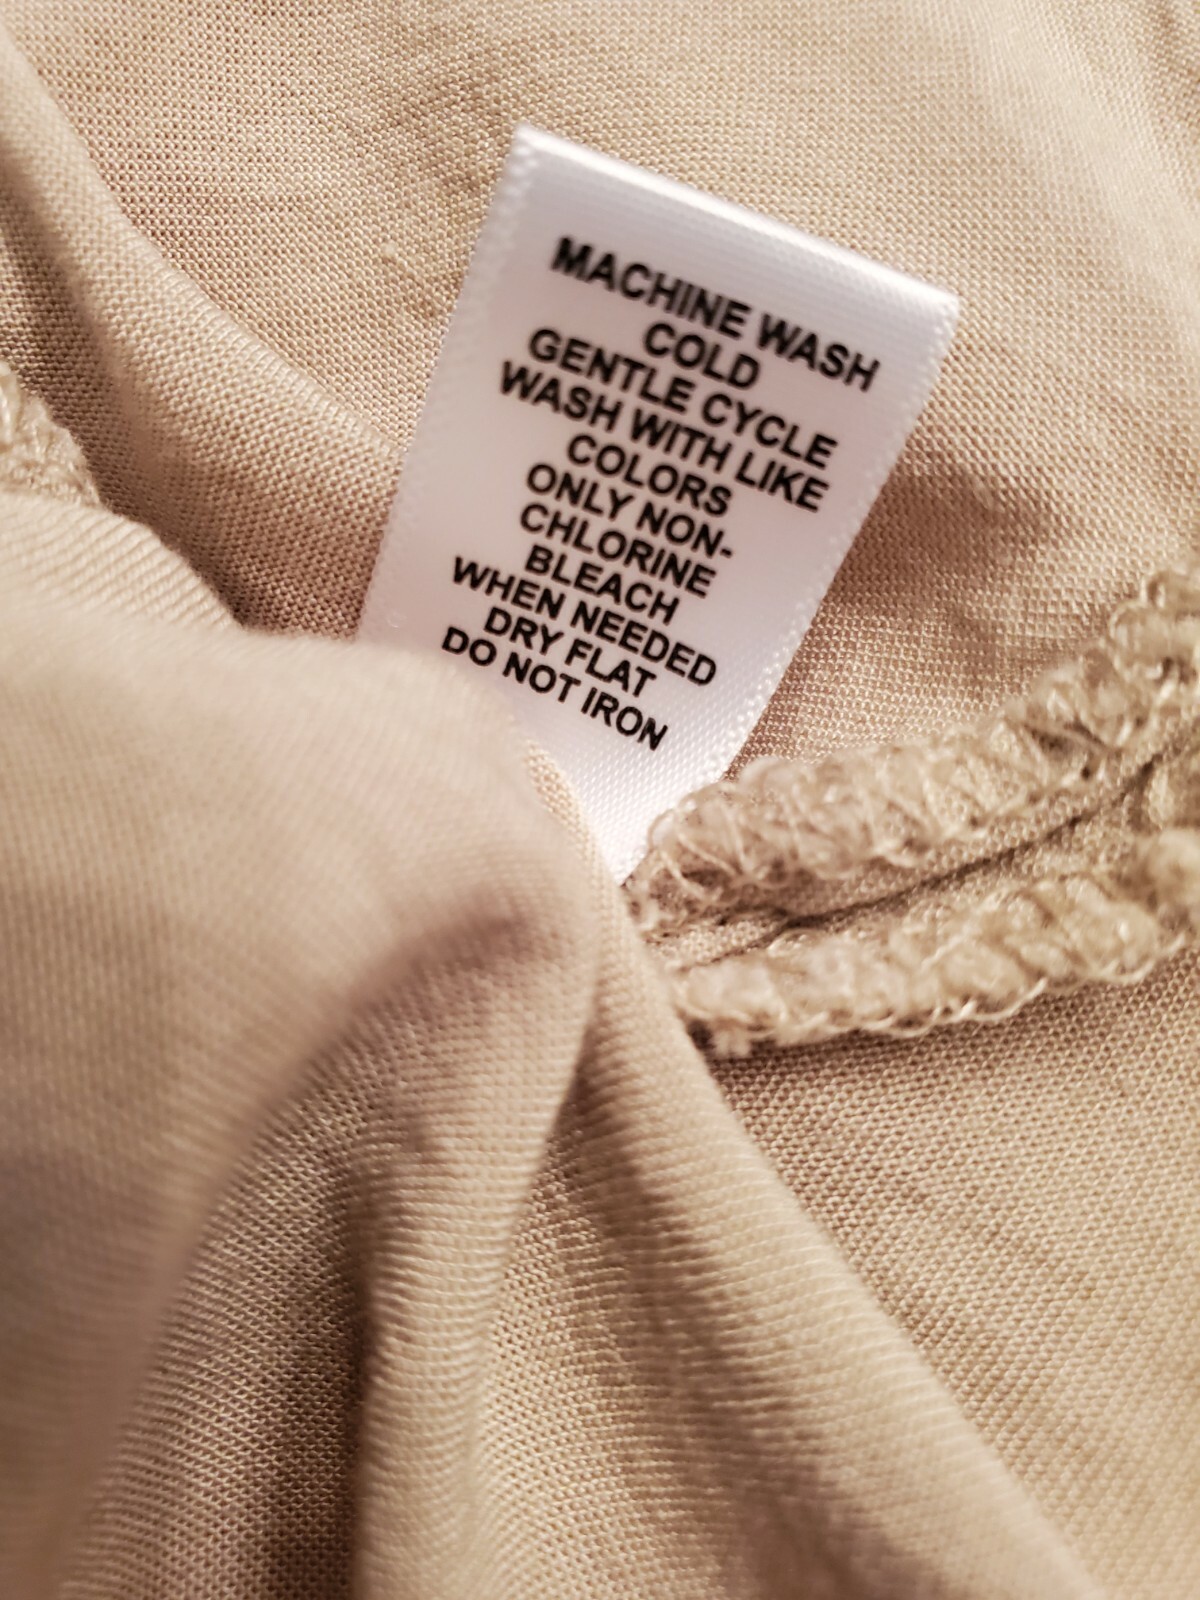 MACHINE WASH
COLD
GENTLE CYCLE
WASH WITH LIKE
COLORS
ONLY NON-
CHLORINE
BLEACH
WHEN NEEDED
DRY FLAT
DO NOT IRON